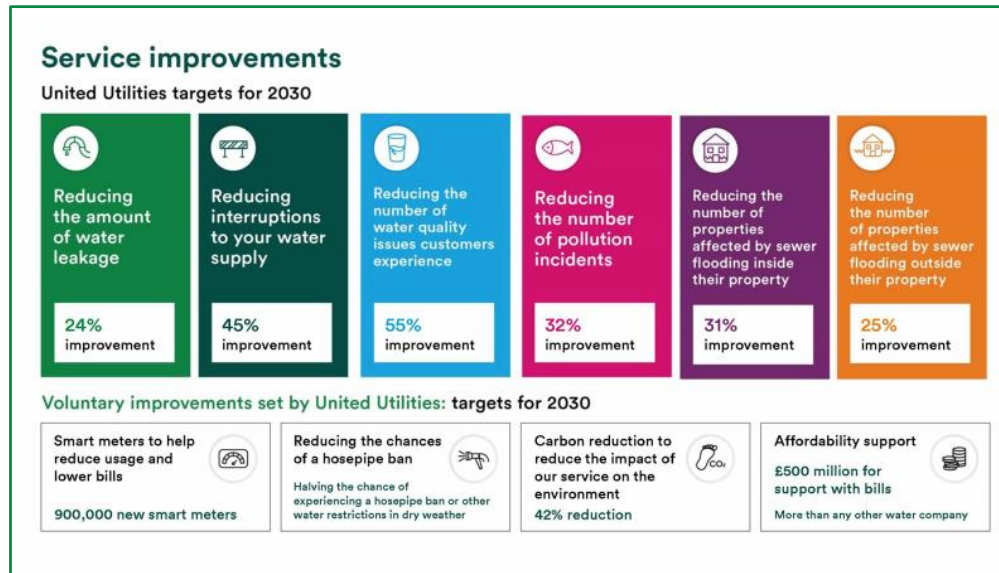 Service improvements
United Utilities targets for 2030
Reducing
the amount
of water
leakage
24%
improvement
Reducing
interruptions
to your water
supply
45%
improvement
Reducing the
number of
water quality
issues customers
experience
55%
improvement
Reducing
the number
of pollution
incidents
32%
improvement
Reducing the
number of
properties
affected by sewer
flooding inside
their property
31%
improvement
Reducing
the number
of properties
affected by sewer
flooding outside
their property
25%
improvement
Voluntary improvements set by United Utilities: targets for 2030
Smart meters to help
reduce usage and
lower bills
900,000 new smart meters
Reducing the chances
of a hosepipe ban
Halving the chance of
experiencing a hosepipe ban or other
water restrictions in dry weather
Carbon reduction to
reduce the impact of
our service on the
environment
42% reduction
CO₂
Affordability support
£500 million for
support with bills
More than any other water company